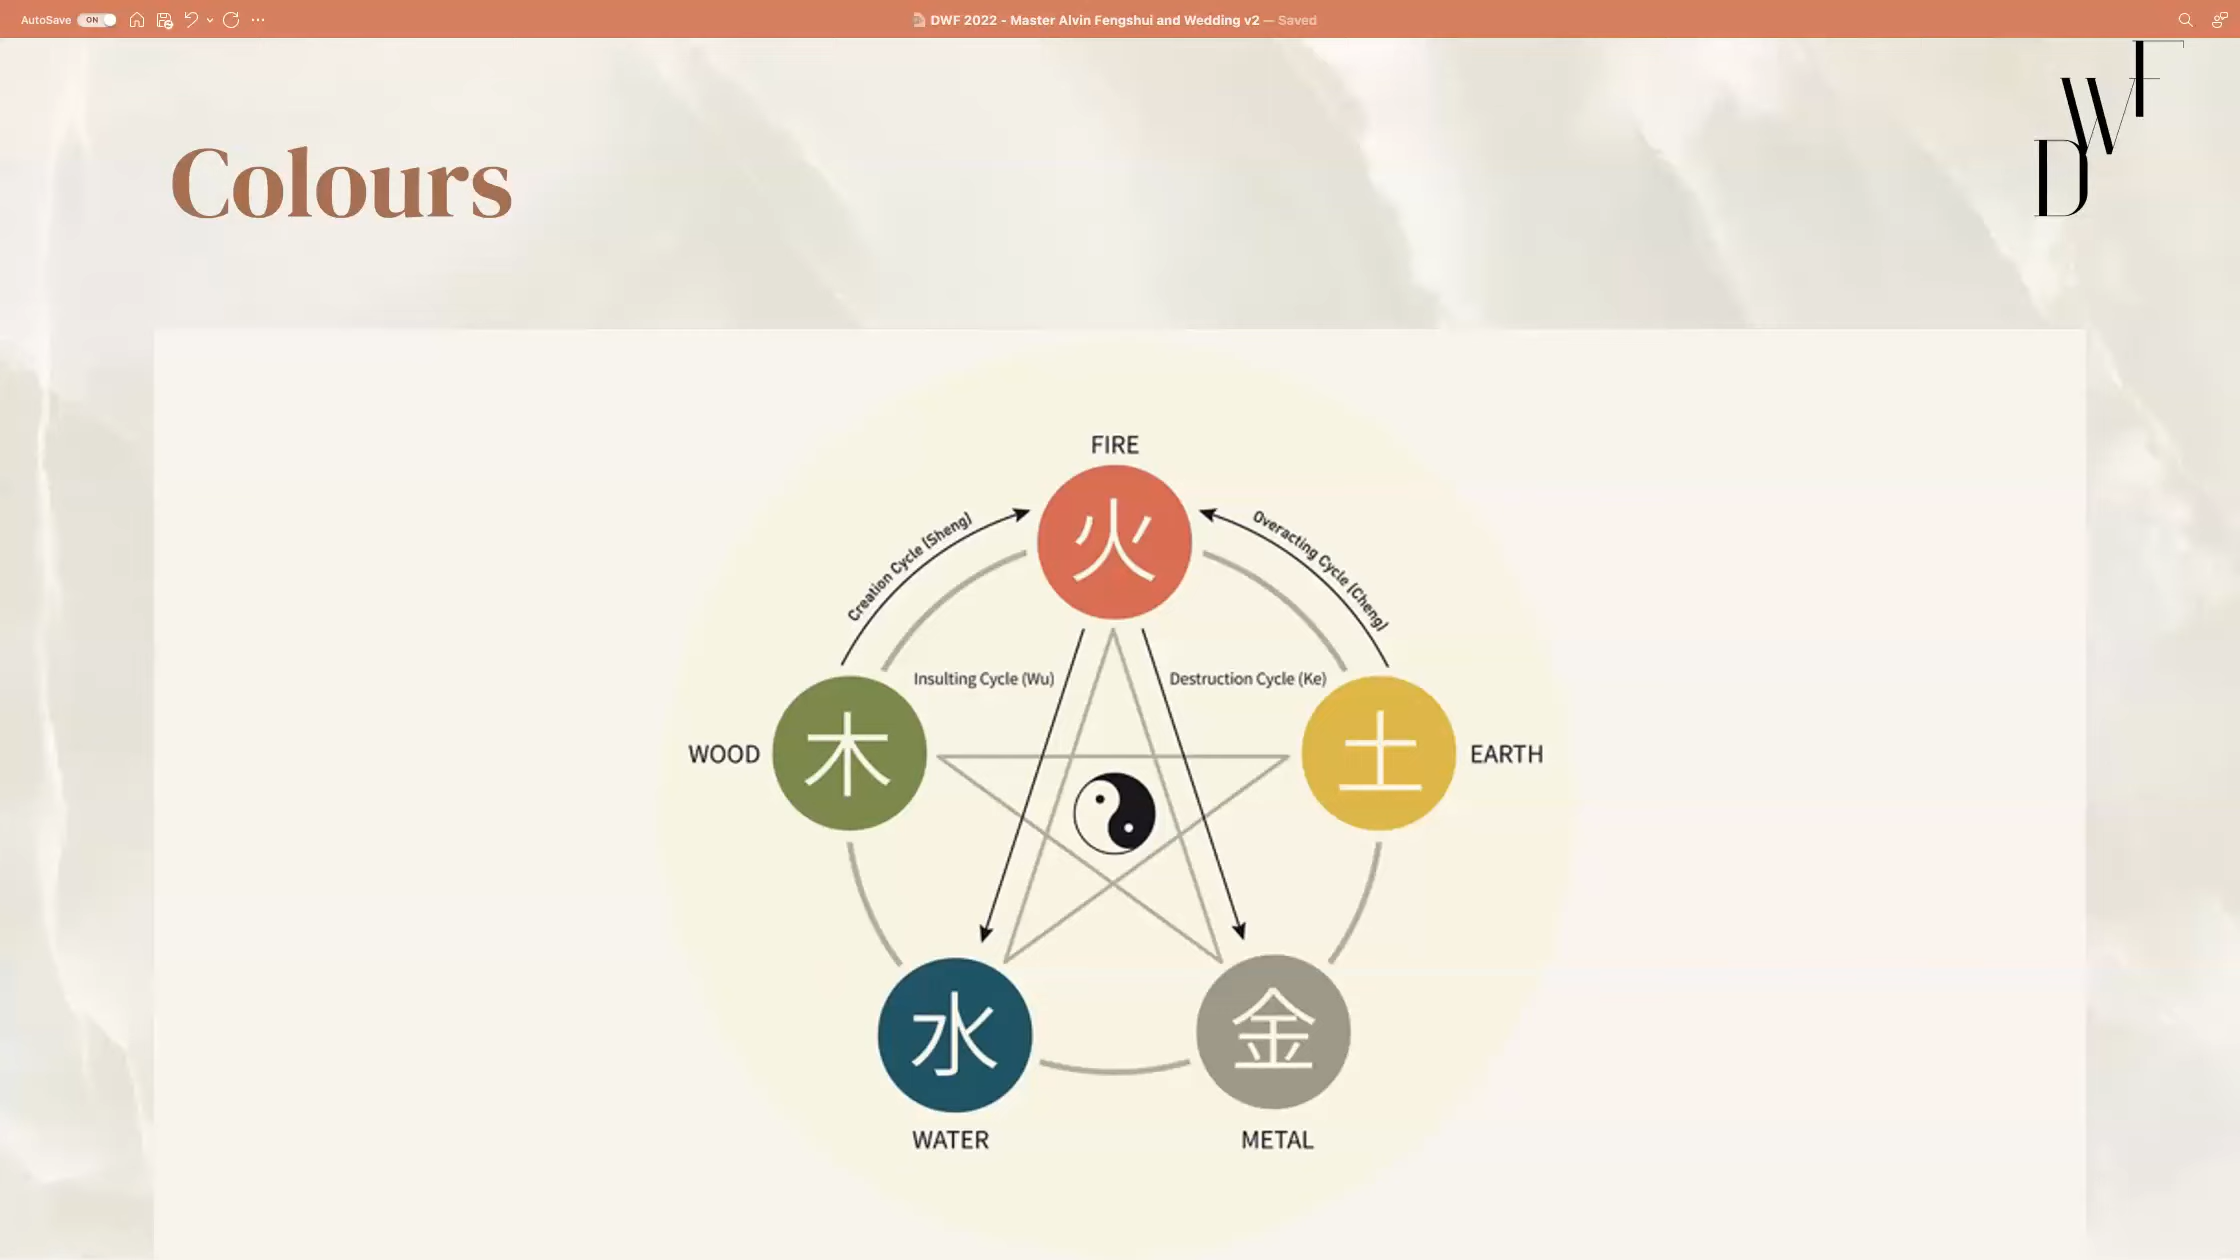 AutoSave ON DWF 2022 - Master Alvin Fengshui and Wedding v2 — Saved
DWF
Colours
FIRE
火
Creation Cycle (Sheng)
Overacting Cycle (Cheng)
Insulting Cycle (Wu)
Destruction Cycle (Ke)
WOOD
木
土
EARTH
水
金
WATER
METAL